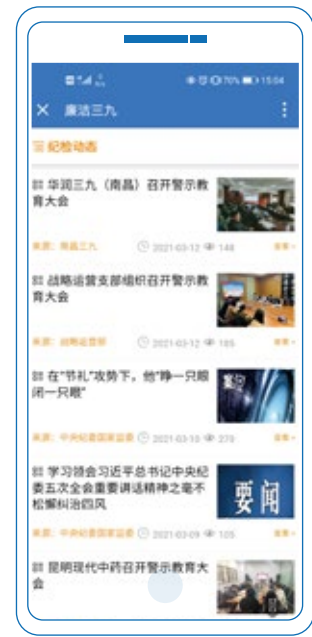 70% 15:04
× 廉洁三九
纪检动态
华润三九（南昌）召开警示教
育大会
来源：南昌三九 2021-03-12 148 查看
战略运营支部组织召开警示教
育大会
来源：战略运营部 2021-03-12 185 查看
在"节礼"攻势下，他"睁一只眼
闭一只眼"
来源：中央纪委国家监委 2021-03-10 270 查看
学习领会习近平总书记中央纪
委五次全会重要讲话精神之毫不
松懈纠治四风
要闻
来源：中央纪委国家监委 2021-03-09 105 查看
昆明现代中药召开警示教育大
会